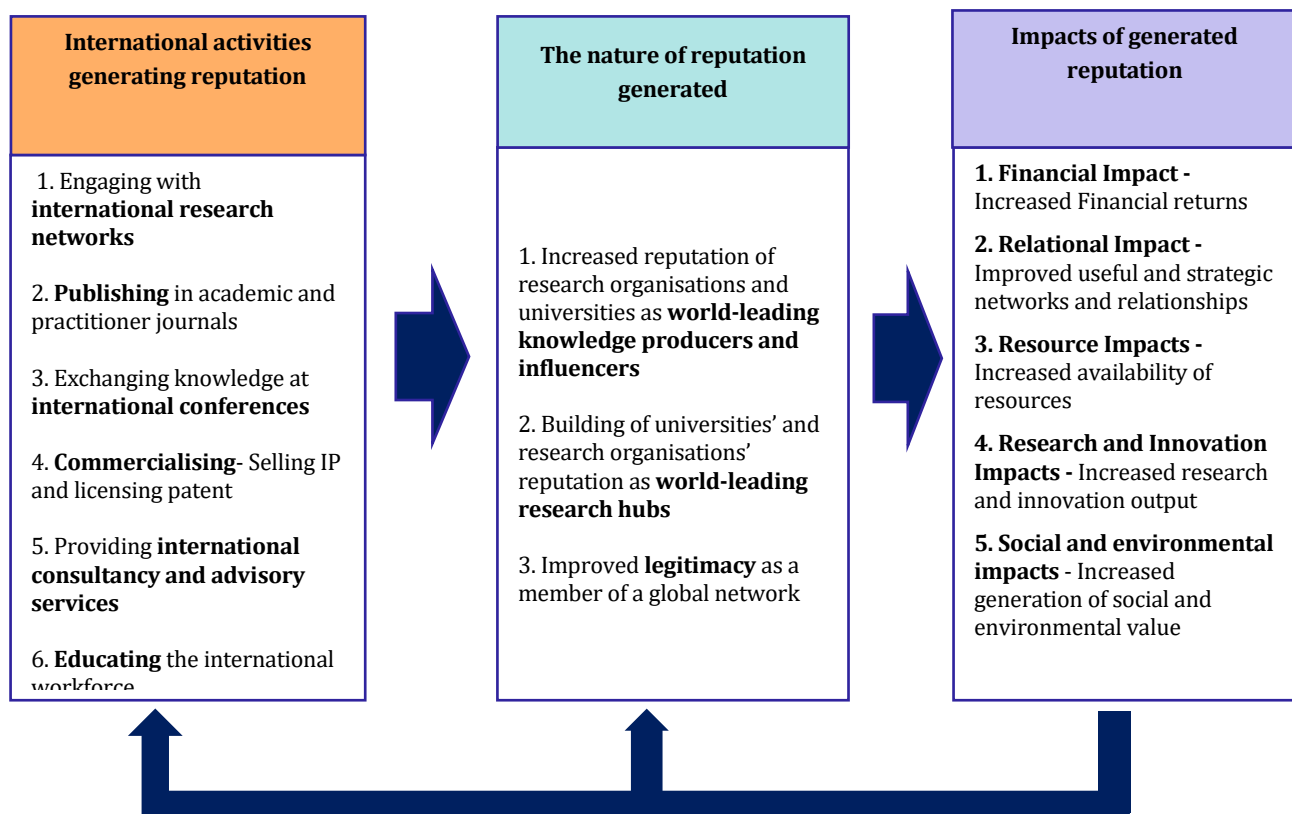 International activities
generating reputation
1. Engaging with
international research
networks
2. Publishing in academic and
practitioner journals
3. Exchanging knowledge at
international conferences
4. Commercialising- Selling IP
and licensing patent
5. Providing international
consultancy and advisory
services
6. Educating the international
workforce
The nature of reputation
generated
1. Increased reputation of
research organisations and
universities as world-leading
knowledge producers and
influencers
2. Building of universities’ and
research organisations’
reputation as world-leading
research hubs
3. Improved legitimacy as a
member of a global network
Impacts of generated
reputation
1. Financial Impact -
Increased Financial returns
2. Relational Impact -
Improved useful and strategic
networks and relationships
3. Resource Impacts -
Increased availability of
resources
4. Research and Innovation
Impacts - Increased research
and innovation output
5. Social and environmental
impacts - Increased
generation of social and
environmental value